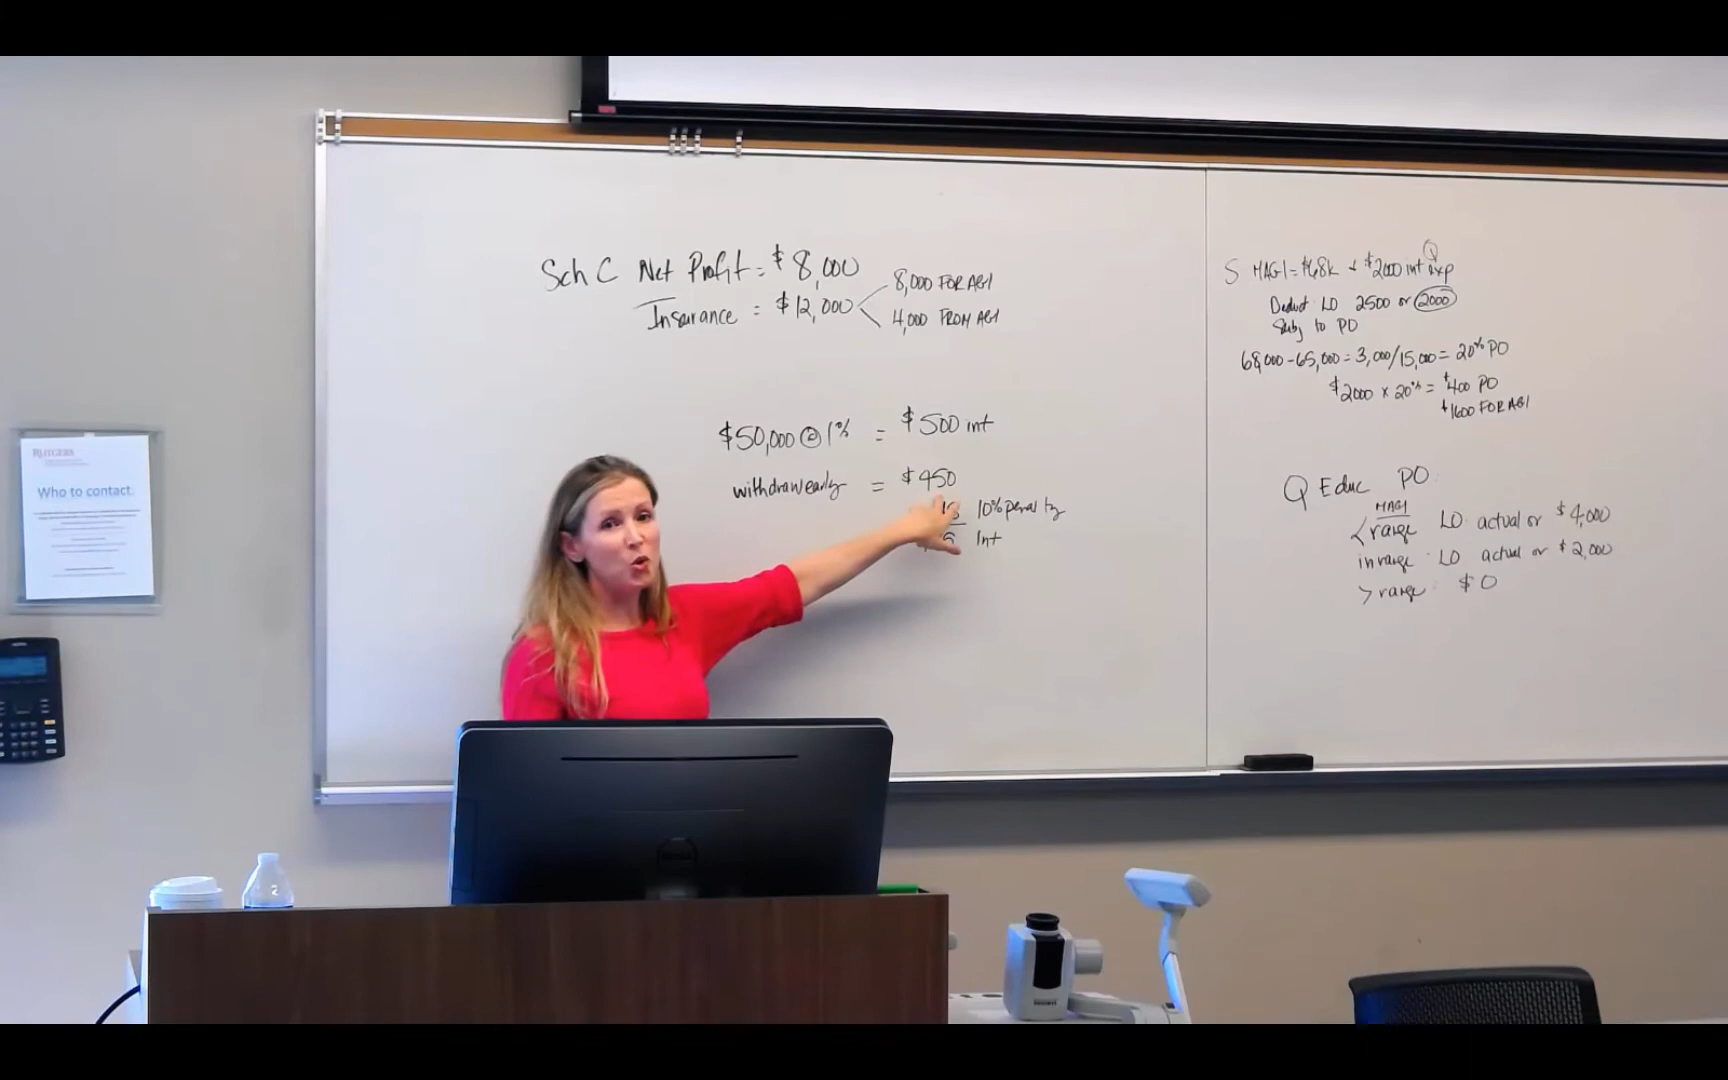 Sch C Net Profit = $8,000
Insurance = $12,000
8,000 FOR AGI
4,000 FROM AGI
$50,000 @ 1% = $500 int
withdraw early = $450
10% penalty
Int
S MAGI = $68k + $2000 int exp
Q
Deduct LO 2500 or 2000
Subj to PO
68,000 - 65,000 = 3,000/15,000 = 20% PO
$2000 x 20% = $400 PO
$1600 FOR AGI
Q Educ PO
MAGI
< range LO actual or $4,000
in range : LO actual or $2,000
> range : $0
RUTGERS
Who to contact: